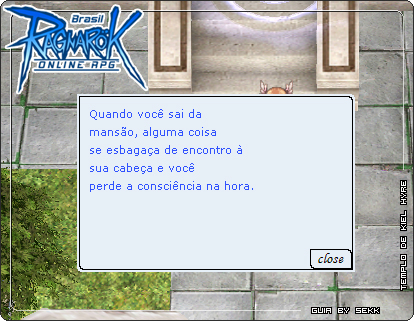 Brasil
RAGNARÖK
ONLINE RPG
Quando você sai da
mansão, alguma coisa
se esbagaça de encontro à
sua cabeça e você
perde a consciência na hora.
close
TEMPLO DE KIEL HYRE
GUIA BY SEKK